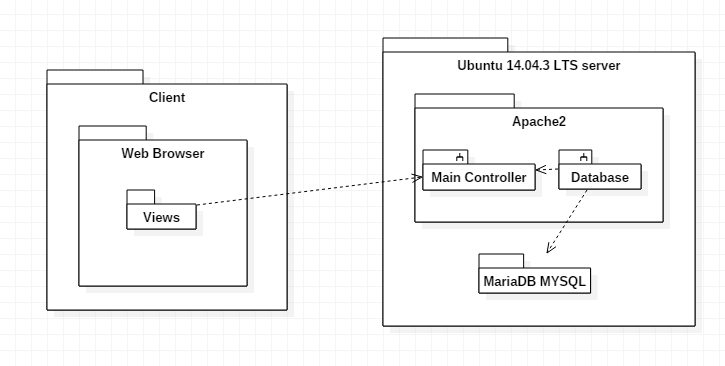 Client
Web Browser
Views
Ubuntu 14.04.3 LTS server
Apache2
Main Controller
Database
MariaDB MYSQL